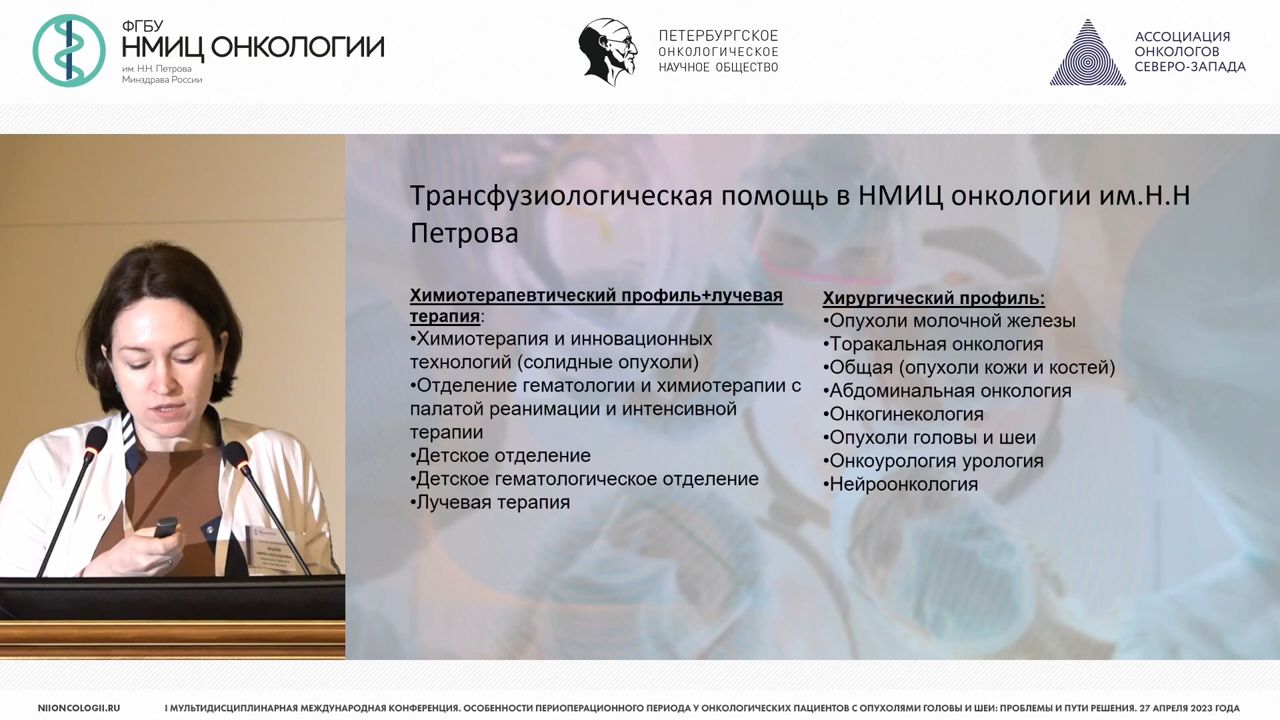 ФГБУ
НМИЦ ОНКОЛОГИИ
им. Н.Н. Петрова
Минздрава России
ПЕТЕРБУРГСКОЕ
ОНКОЛОГИЧЕСКОЕ
НАУЧНОЕ ОБЩЕСТВО
АССОЦИАЦИЯ
ОНКОЛОГОВ
СЕВЕРО-ЗАПАДА
Трансфузиологическая помощь в НМИЦ онкологии им.Н.Н
Петрова
Химиотерапевтический профиль+лучевая
терапия:
•Химиотерапия и инновационных
технологий (солидные опухоли)
•Отделение гематологии и химиотерапии с
палатой реанимации и интенсивной
терапии
•Детское отделение
•Детское гематологическое отделение
•Лучевая терапия
Хирургический профиль:
•Опухоли молочной железы
•Торакальная онкология
•Общая (опухоли кожи и костей)
•Абдоминальная онкология
•Онкогинекология
•Опухоли головы и шеи
•Онкоурология урология
•Нейроонкология
NIIONCOLOGII.RU
I МУЛЬТИДИСЦИПЛИНАРНАЯ МЕЖДУНАРОДНАЯ КОНФЕРЕНЦИЯ. ОСОБЕННОСТИ ПЕРИОПЕРАЦИОННОГО ПЕРИОДА У ОНКОЛОГИЧЕСКИХ ПАЦИЕНТОВ С ОПУХОЛЯМИ ГОЛОВЫ И ШЕИ: ПРОБЛЕМЫ И ПУТИ РЕШЕНИЯ. 27 АПРЕЛЯ 2023 ГОДА